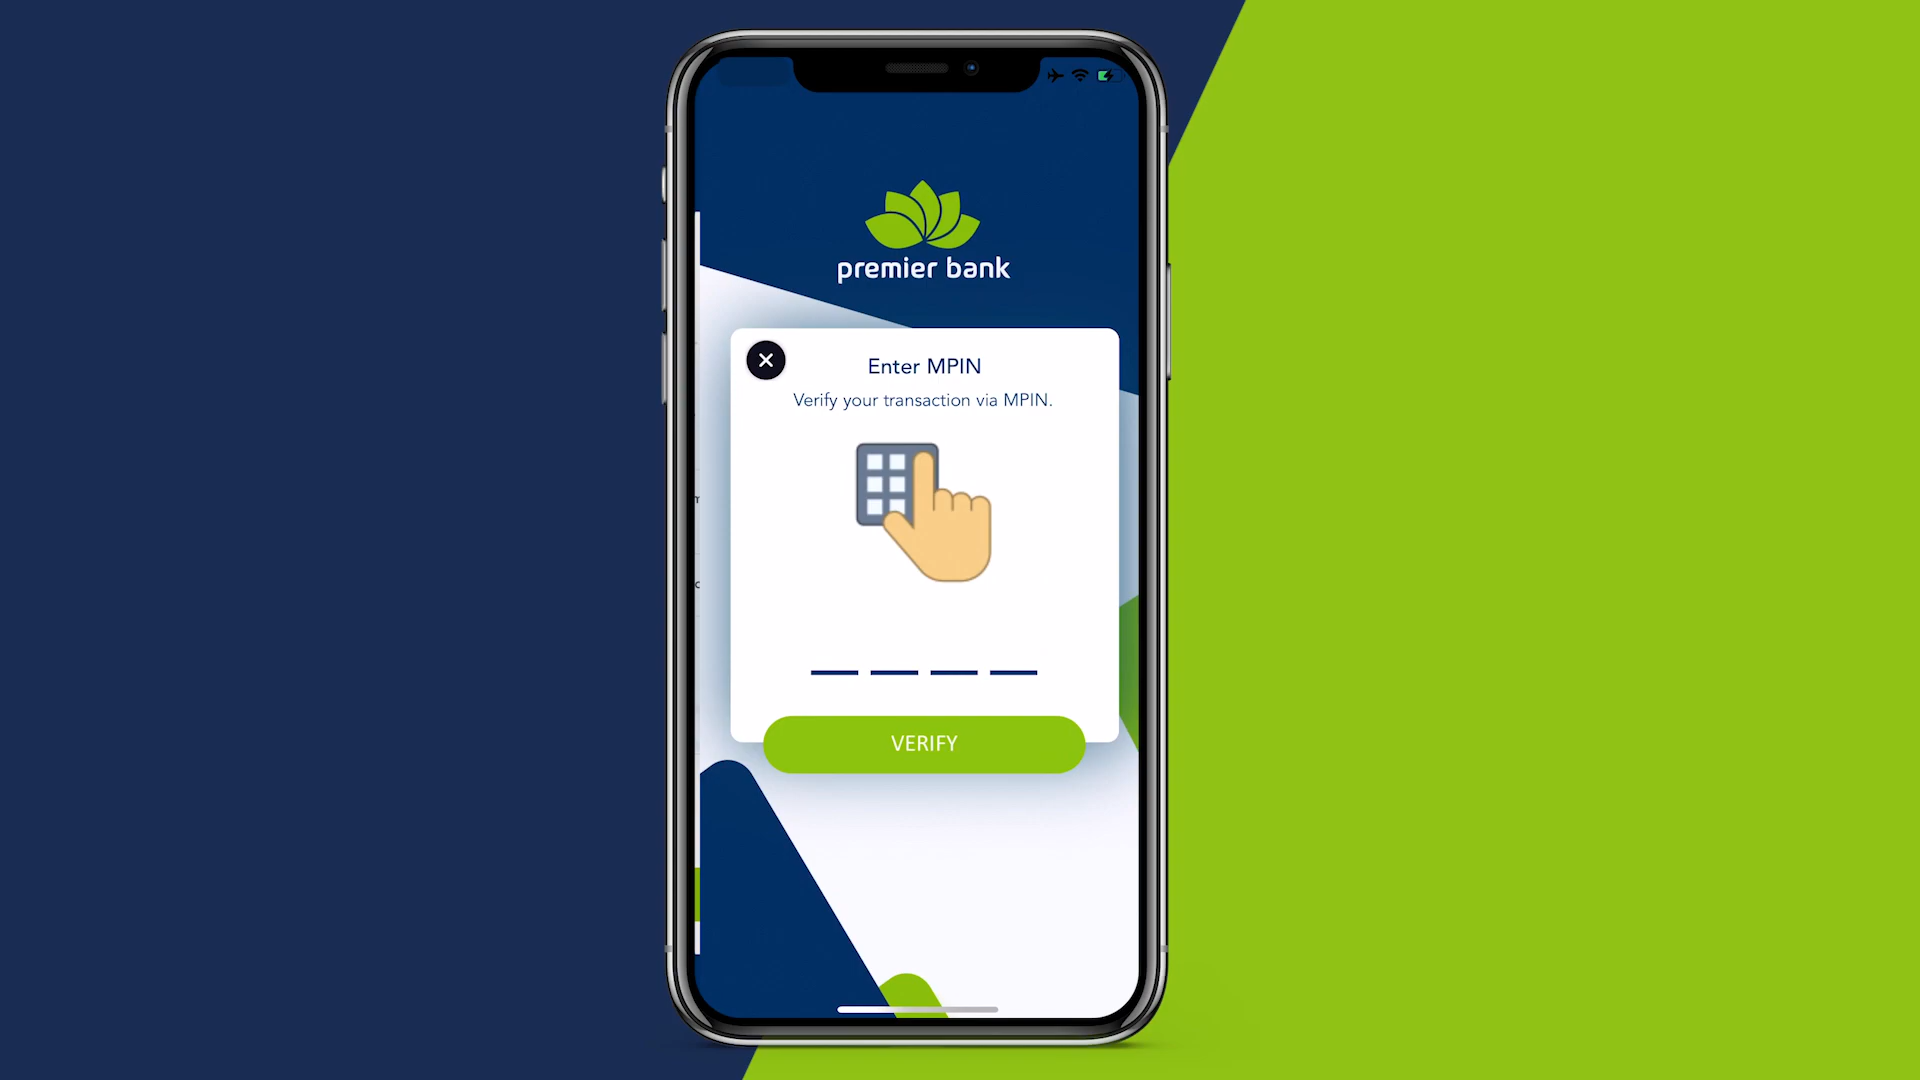 premier bank
Enter MPIN
Verify your transaction via MPIN.
VERIFY